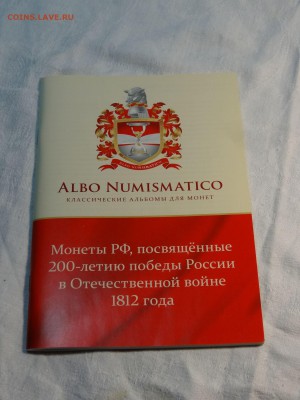 COINS.LAVE.RU
ALBO NUMISMATICO
КЛАССИЧЕСКИЕ АЛЬБОМЫ ДЛЯ МОНЕТ
Монеты РФ, посвящённые
200-летию победы России
в Отечественной войне
1812 года